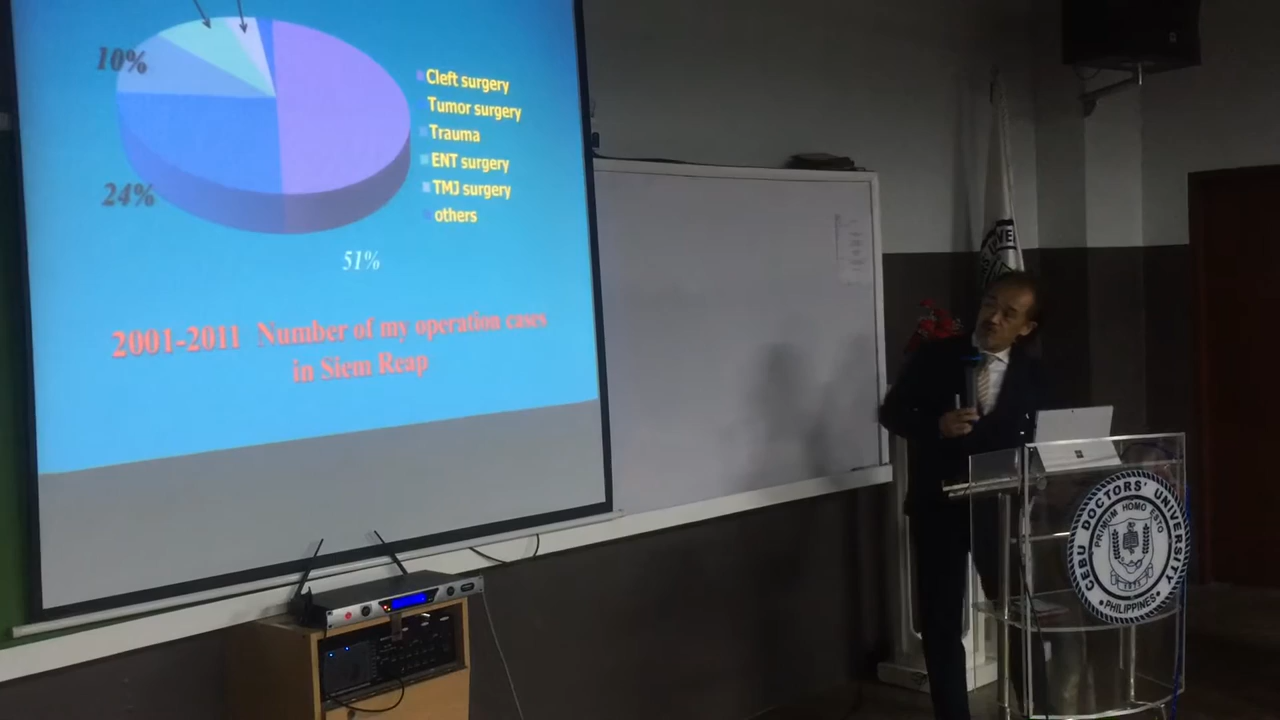 10%
24%
51%
Cleft surgery
Tumor surgery
Trauma
ENT surgery
TMJ surgery
others
2001-2011 Number of my operation cases
in Siem Reap
CEBU DOCTORS' UNIVERSITY
PRIMUM HOMO ESTO
1975
• PHILIPPINES •